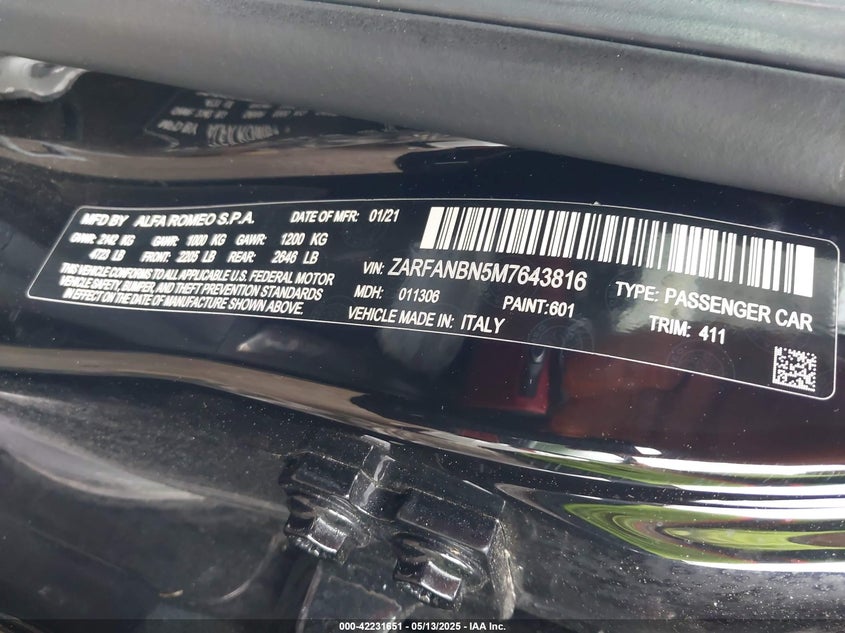 MFD BY ALFA ROMEO S.P.A. DATE OF MFR: 01/21
GVWR: 2142 KG GAWR: 1000 KG GAWR: 1200 KG
4723 LB FRONT: 2205 LB REAR: 2646 LB
THIS VEHICLE CONFORMS TO ALL APPLICABLE U.S. FEDERAL MOTOR
VEHICLE SAFETY, BUMPER, AND THEFT PREVENTION STANDARDS
IN EFFECT ON THE DATE OF MANUFACTURE SHOWN ABOVE.
VIN: ZARFANBN5M7643816 TYPE: PASSENGER CAR
MDH: 011306 PAINT:601 TRIM: 411
VEHICLE MADE IN: ITALY
000-42231651 — 05/13/2025 — IAA Inc.